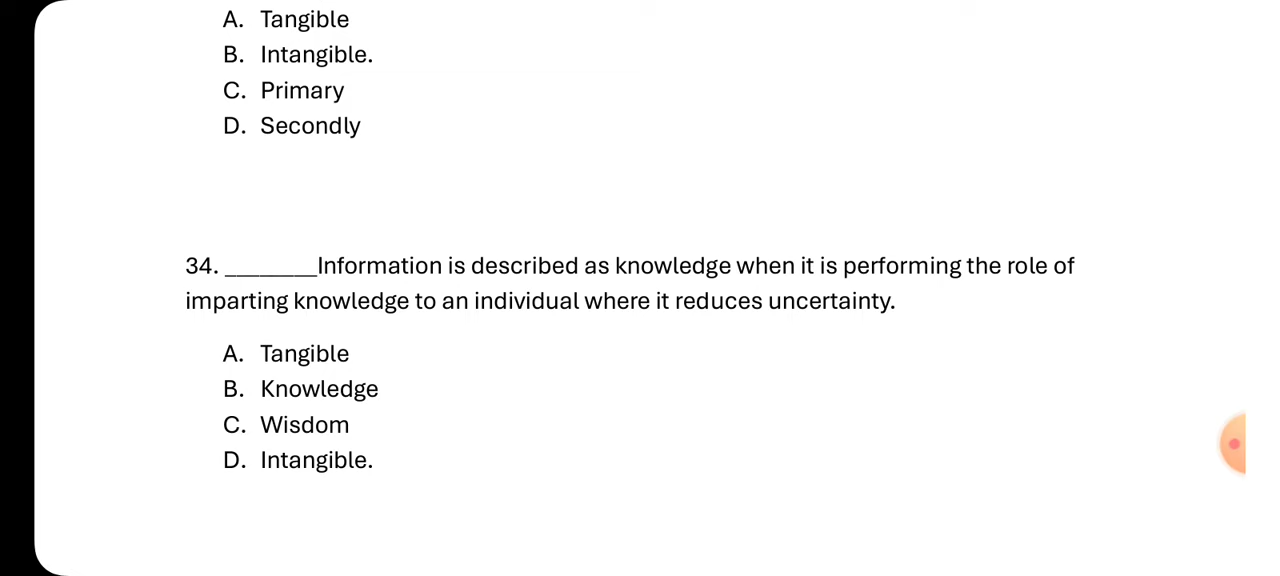 A. Tangible
B. Intangible.
C. Primary
D. Secondly
34. ________Information is described as knowledge when it is performing the role of
imparting knowledge to an individual where it reduces uncertainty.
A. Tangible
B. Knowledge
C. Wisdom
D. Intangible.